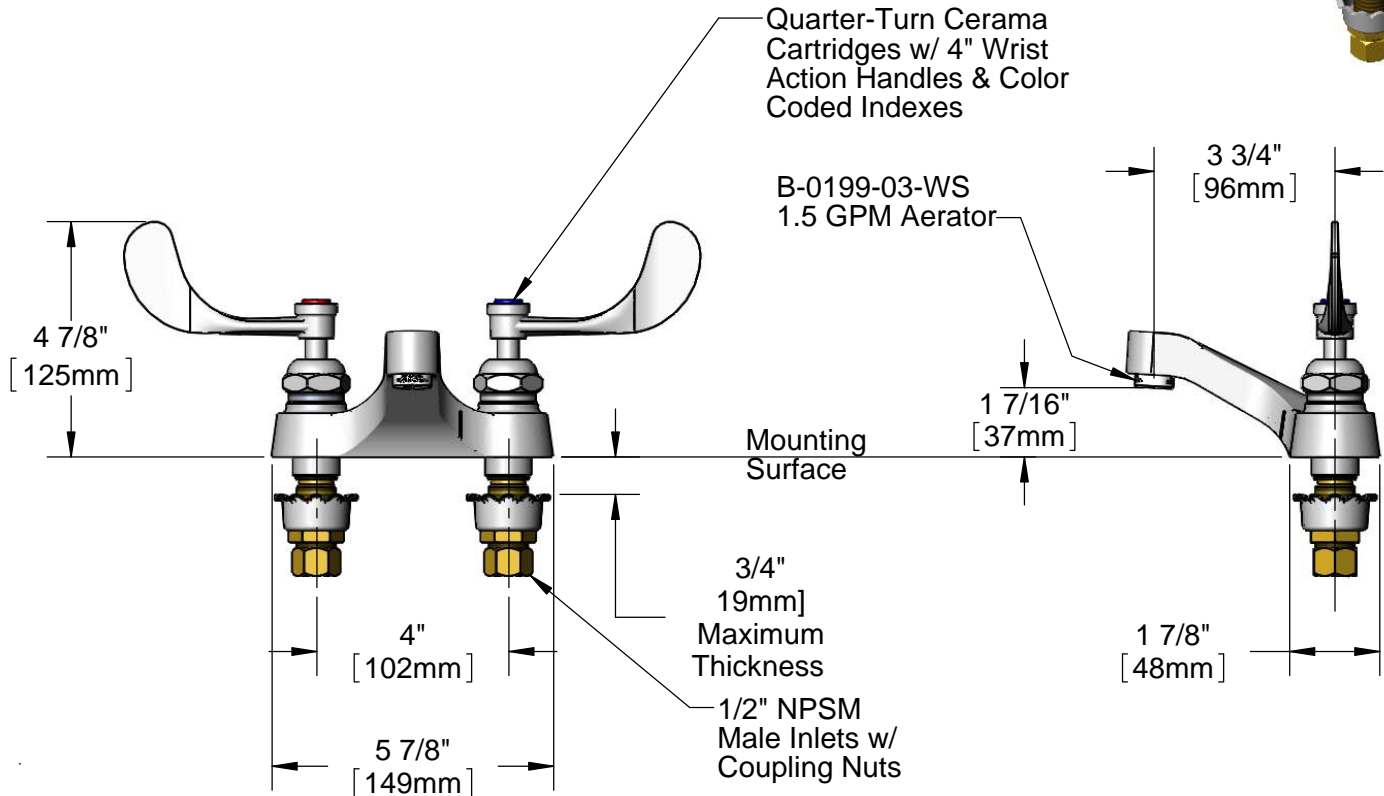 Quarter-Turn Cerama
Cartridges w/ 4" Wrist
Action Handles & Color
Coded Indexes
B-0199-03-WS
1.5 GPM Aerator
3 3/4"
[96mm]
4 7/8"
[125mm]
1 7/16"
[37mm]
Mounting
Surface
3/4"
19mm]
Maximum
Thickness
4"
[102mm]
1 7/8"
[48mm]
1/2" NPSM
Male Inlets w/
Coupling Nuts
5 7/8"
[149mm]